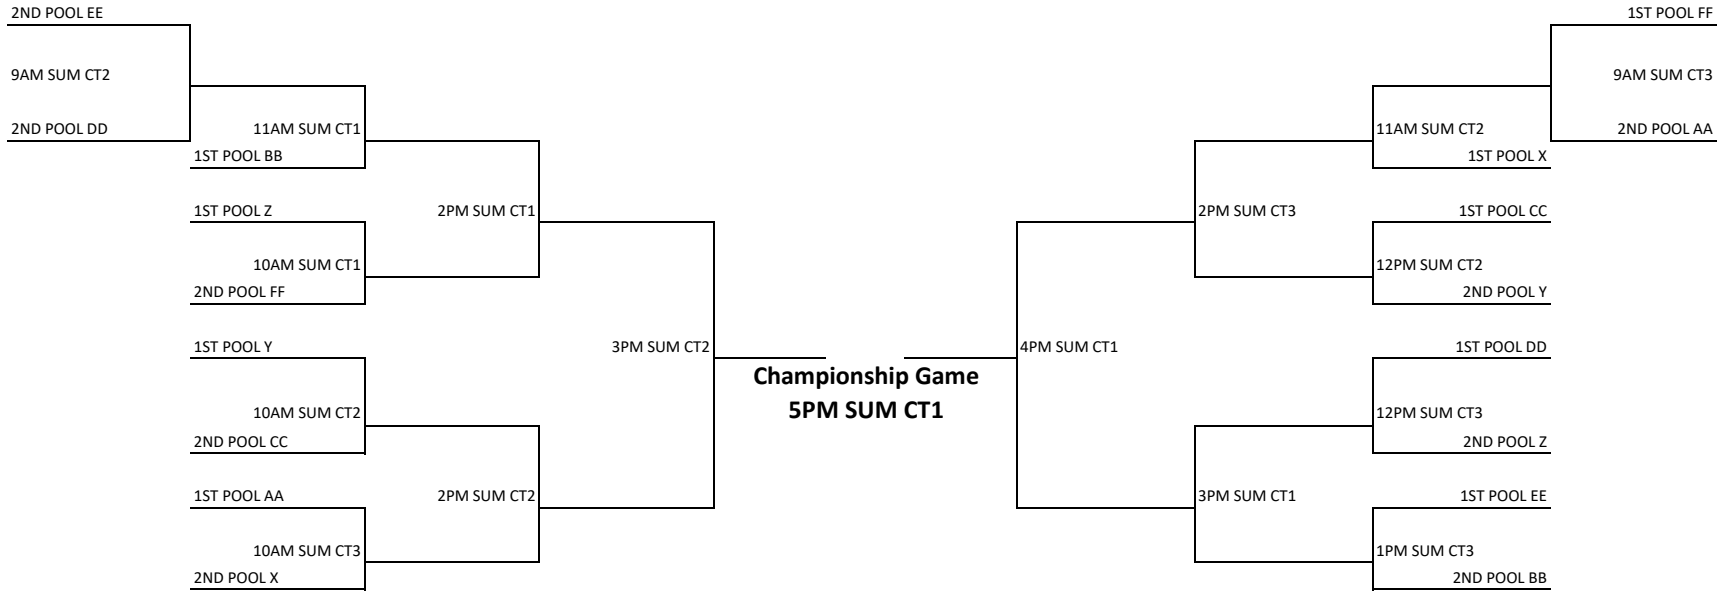 2ND POOL EE
1ST POOL FF
9AM SUM CT2
9AM SUM CT3
2ND POOL DD
11AM SUM CT1
11AM SUM CT2
2ND POOL AA
1ST POOL BB
1ST POOL X
1ST POOL Z
2PM SUM CT1
2PM SUM CT3
1ST POOL CC
10AM SUM CT1
12PM SUM CT2
2ND POOL FF
2ND POOL Y
1ST POOL Y
3PM SUM CT2
4PM SUM CT1
1ST POOL DD
Championship Game
5PM SUM CT1
10AM SUM CT2
12PM SUM CT3
2ND POOL CC
2ND POOL Z
1ST POOL AA
2PM SUM CT2
3PM SUM CT1
1ST POOL EE
10AM SUM CT3
1PM SUM CT3
2ND POOL X
2ND POOL BB